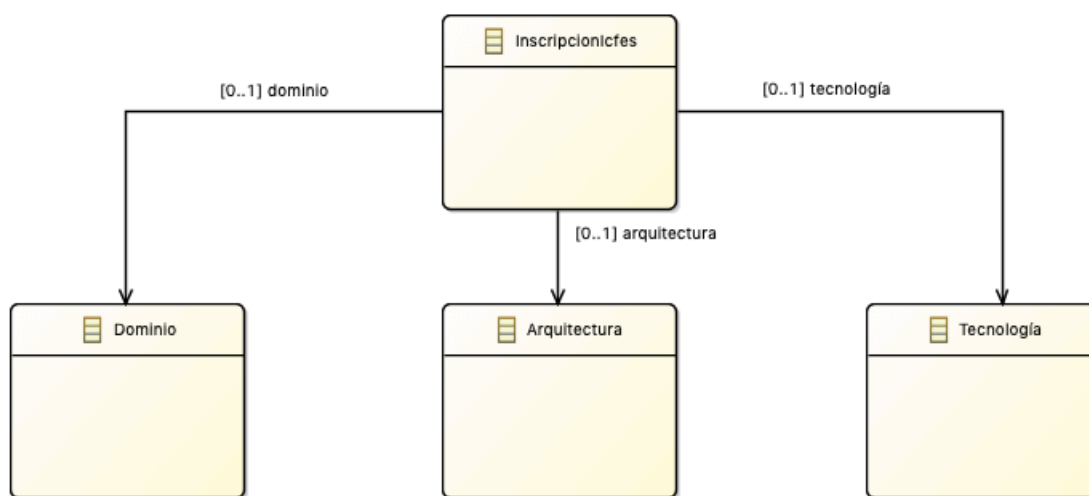 InscripcionIcfes
[0..1] dominio
[0..1] tecnología
[0..1] arquitectura
Dominio
Arquitectura
Tecnología